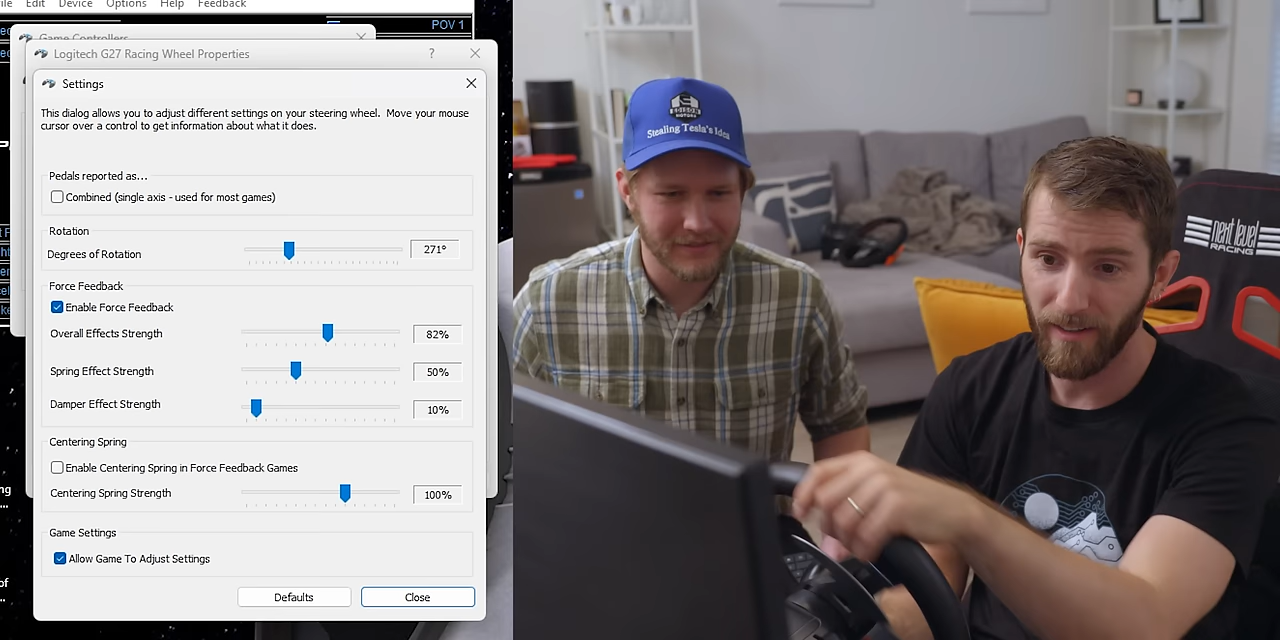 Edit Device Options Help Feedback
POV 1
Game Controllers
Logitech G27 Racing Wheel Properties ?
Settings
This dialog allows you to adjust different settings on your steering wheel. Move your mouse
cursor over a control to get information about what it does.
Pedals reported as...
Combined (single axis - used for most games)
Rotation
Degrees of Rotation 271°
Force Feedback
Enable Force Feedback
Overall Effects Strength 82%
Spring Effect Strength 50%
Damper Effect Strength 10%
Centering Spring
Enable Centering Spring in Force Feedback Games
Centering Spring Strength 100%
Game Settings
Allow Game To Adjust Settings
Defaults Close
EDISON
MOTORS
Stealing Tesla's Idea
next level
RACING